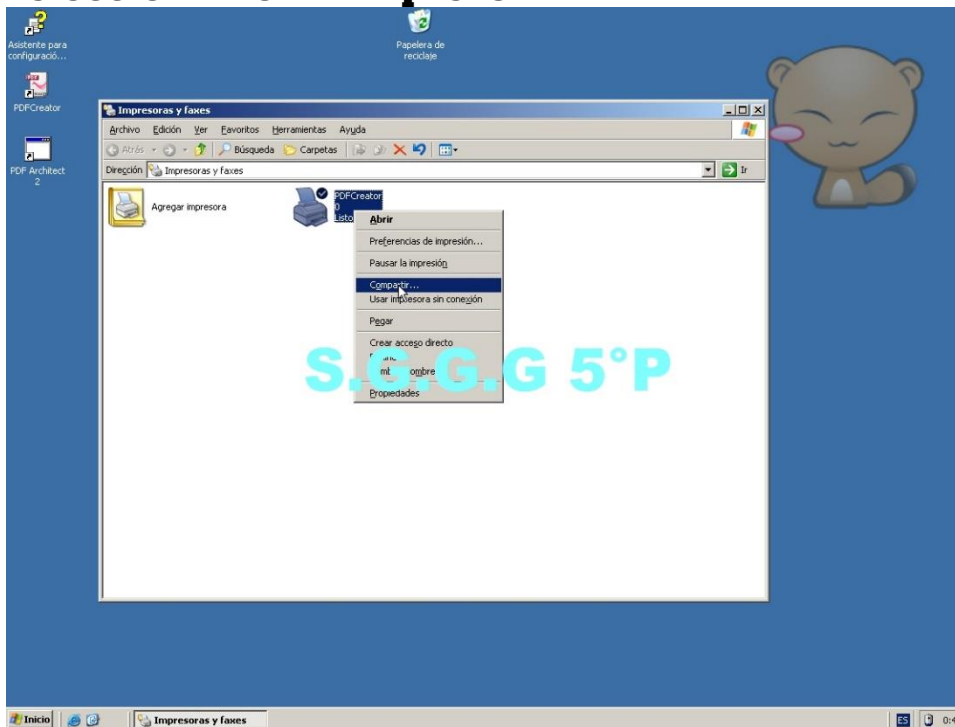 Asistente para
configuració...
Papelera de
reciclaje
PDFCreator
PDF Architect
2
Impresoras y faxes
Archivo Edición Ver Favoritos Herramientas Ayuda
Atrás Búsqueda Carpetas
Dirección Impresoras y faxes Ir
Agregar impresora
PDFCreator
0
Listo
Abrir
Preferencias de impresión...
Pausar la impresión
Compartir...
Usar impresora sin conexión
Pegar
Crear acceso directo
S.G.G.G 5°P
Propiedades
Inicio
Impresoras y faxes
ES